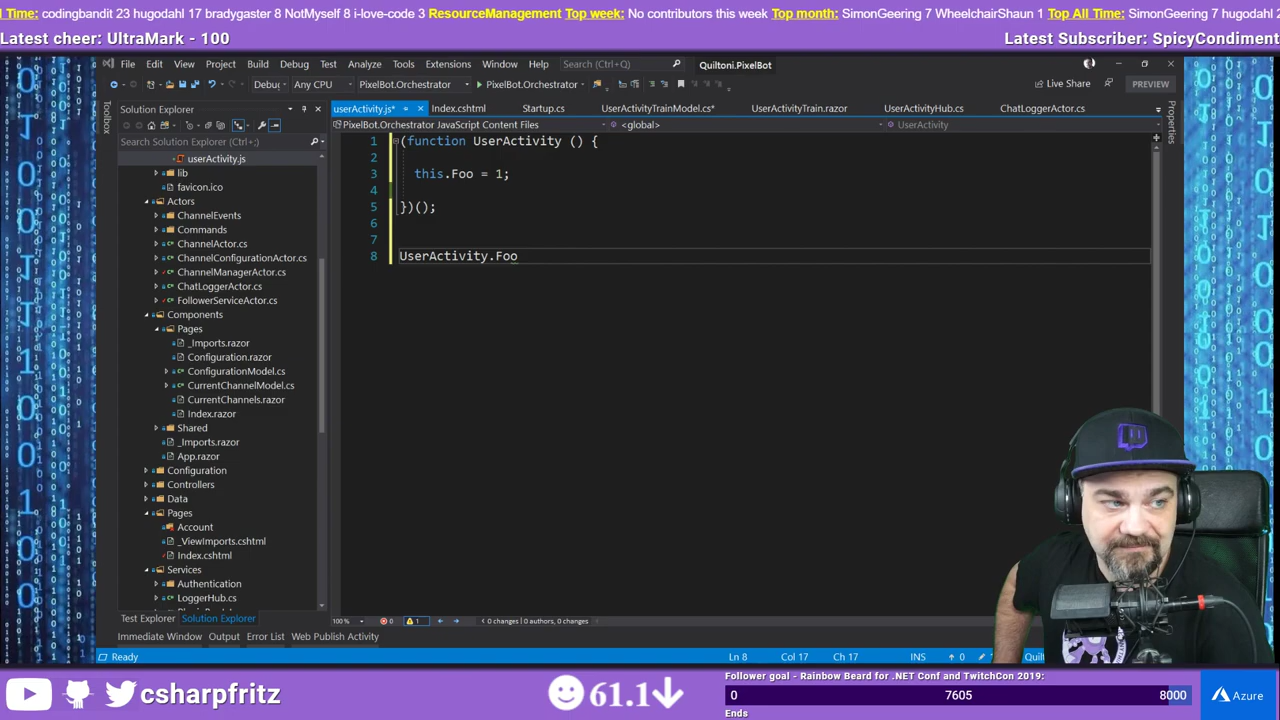 l Time: codingbandit 23 hugodahl 17 bradygaster 8 NotMyself 8 i-love-code 3 ResourceManagement Top week: No contributors this week Top month: SimonGeering 7 WheelchairShaun 1 Top All Time: SimonGeering 7 hugodahl 2
Latest cheer: UltraMark - 100
Latest Subscriber: SpicyCondiment
File Edit View Project Build Debug Test Analyze Tools Extensions Window Help Search (Ctrl+Q) Quiltoni.PixelBot
Debug Any CPU PixelBot.Orchestrator PixelBot.Orchestrator Live Share PREVIEW
Toolbox
Properties
Solution Explorer
Search Solution Explorer (Ctrl+;)
userActivity.js
lib
favicon.ico
Actors
ChannelEvents
Commands
ChannelActor.cs
ChannelConfigurationActor.cs
ChannelManagerActor.cs
ChatLoggerActor.cs
FollowerServiceActor.cs
Components
Pages
_Imports.razor
Configuration.razor
ConfigurationModel.cs
CurrentChannelModel.cs
CurrentChannels.razor
Index.razor
Shared
_Imports.razor
App.razor
Configuration
Controllers
Data
Pages
Account
_ViewImports.cshtml
Index.cshtml
Services
Authentication
LoggerHub.cs
Test Explorer Solution Explorer
userActivity.js* Index.cshtml Startup.cs UserActivityTrainModel.cs* UserActivityTrain.razor UserActivityHub.cs ChatLoggerActor.cs
PixelBot.Orchestrator JavaScript Content Files <global> UserActivity
1 (function UserActivity () {
2
3 this.Foo = 1;
4
5 })();
6
7
8 UserActivity.Foo
100% 0 1 0 changes | 0 authors, 0 changes
Immediate Window Output Error List Web Publish Activity
Ready Ln 8 Col 17 Ch 17 INS 0
csharpfritz
61.1
Follower goal - Rainbow Beard for .NET Conf and TwitchCon 2019:
0 7605 8000
Ends
Azure